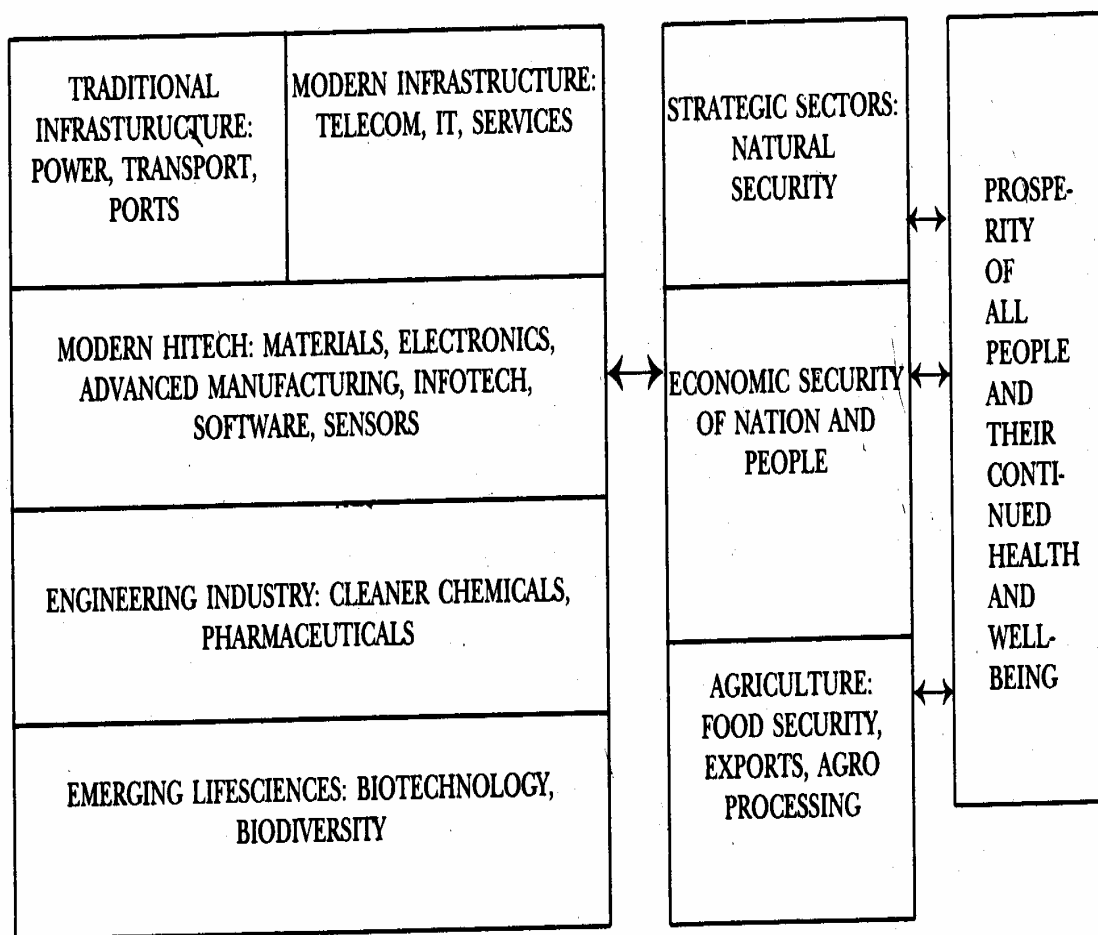 TRADITIONAL
INFRASTURUCTURE:
POWER, TRANSPORT,
PORTS
MODERN INFRASTRUCTURE:
TELECOM, IT, SERVICES
MODERN HITECH: MATERIALS, ELECTRONICS,
ADVANCED MANUFACTURING, INFOTECH,
SOFTWARE, SENSORS
ENGINEERING INDUSTRY: CLEANER CHEMICALS,
PHARMACEUTICALS
EMERGING LIFESCIENCES: BIOTECHNOLOGY,
BIODIVERSITY
STRATEGIC SECTORS:
NATURAL
SECURITY
ECONOMIC SECURITY
OF NATION AND
PEOPLE
AGRICULTURE:
FOOD SECURITY,
EXPORTS, AGRO
PROCESSING
PROSPE-
RITY
OF
ALL
PEOPLE
AND
THEIR
CONTI-
NUED
HEALTH
AND
WELL-
BEING